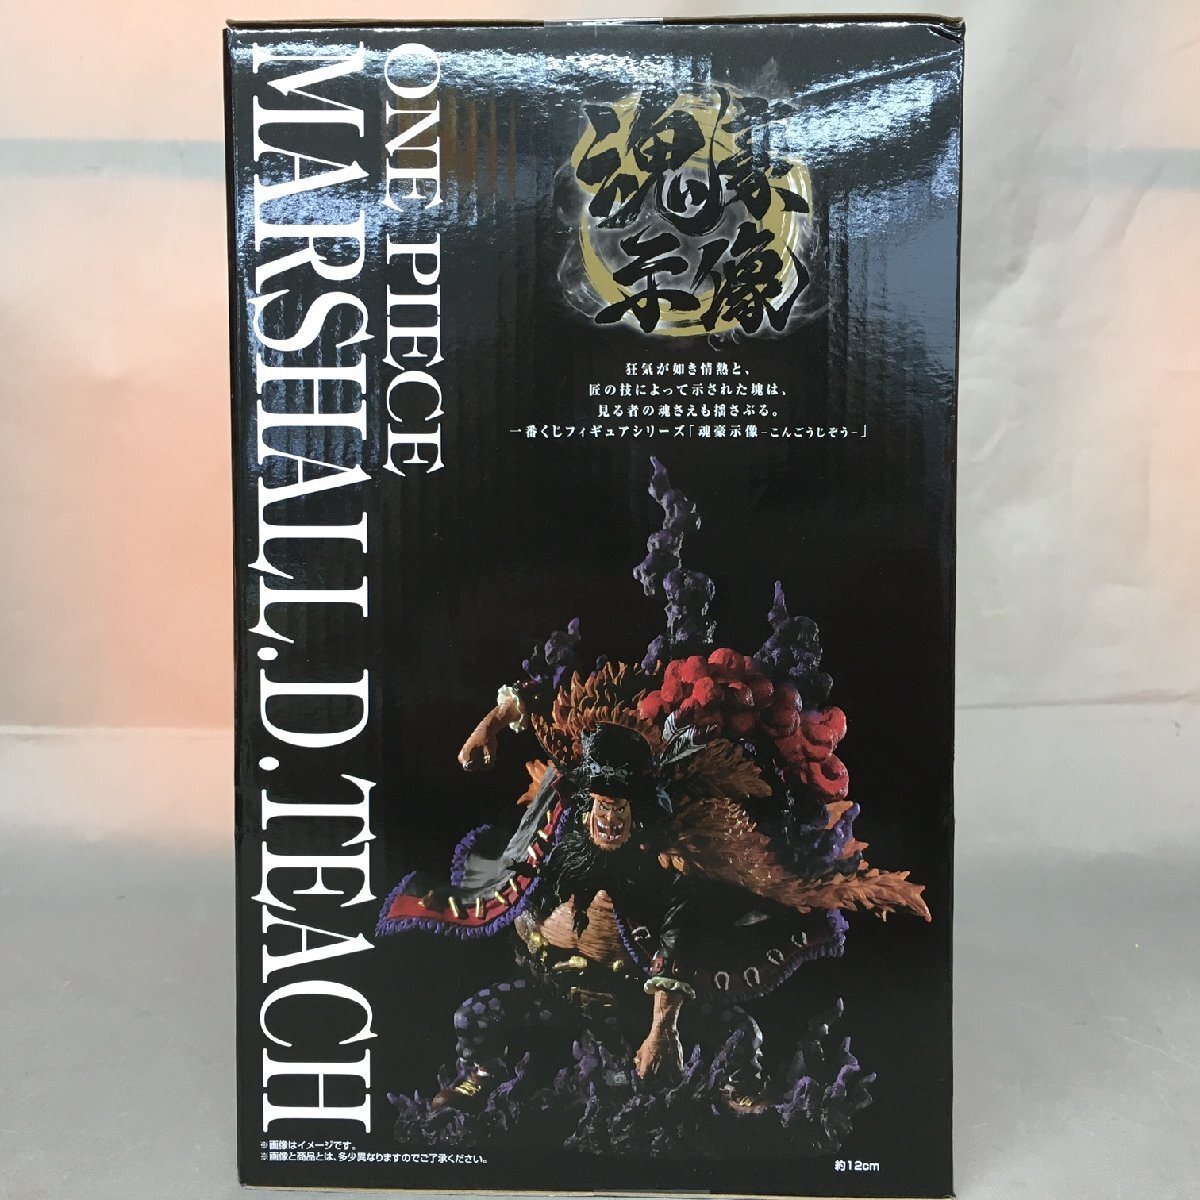 ONE PIECE
MARSHALL.D.TEACH
魂豪
示像
狂気が如き情熱と、
匠の技によって示された塊は、
見る者の魂さえも揺さぶる。
一番くじフィギュアシリーズ「魂豪示像-こんごうじぞう-」
※画像はイメージです。
※画像と商品とは、多少異なりますのでご了承ください。
約12cm